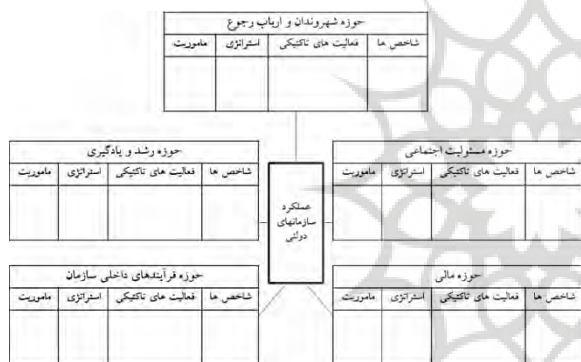 حوزه شهروندان و ارباب رجوع
ماموریت استراتژی فعالیت های تاکتیکی شاخص ها
حوزه مسئولیت اجتماعی
ماموریت استراتژی فعالیت های تاکتیکی شاخص ها
حوزه رشد و یادگیری
ماموریت استراتژی فعالیت های تاکتیکی شاخص ها
عملکرد
سازمانهای
دولتی
حوزه مالی
ماموریت استراتژی فعالیت های تاکتیکی شاخص ها
حوزه فرآیندهای داخلی سازمان
ماموریت استراتژی فعالیت های تاکتیکی شاخص ها